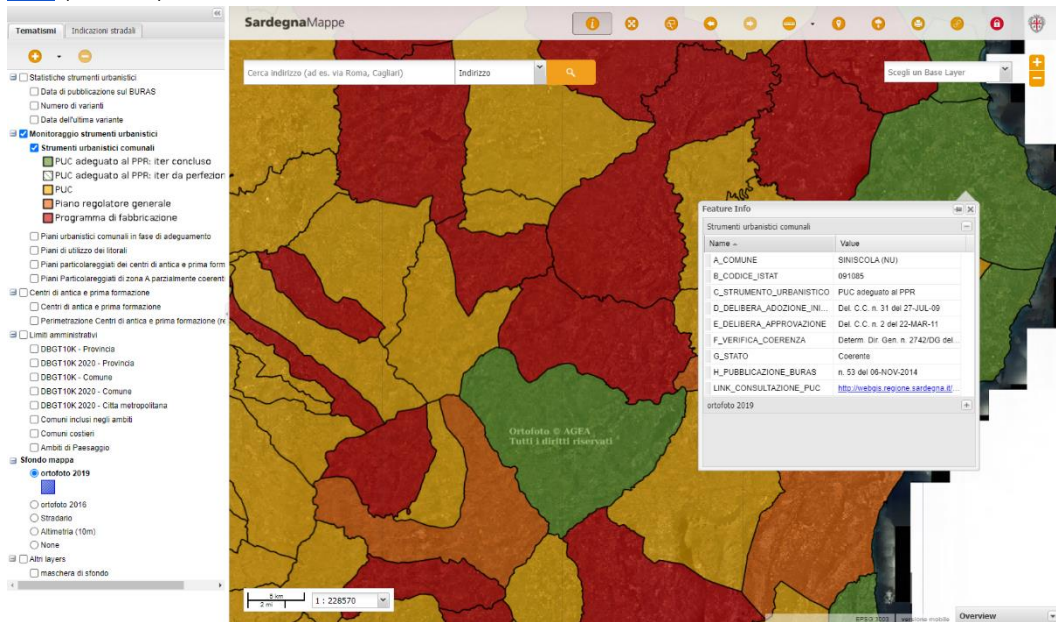 Tematismi
Indicazioni stradali
Statistiche strumenti urbanistici
Data di pubblicazione sul BURAS
Numero di varianti
Data dell'ultima variante
Monitoraggio strumenti urbanistici
Strumenti urbanistici comunali
PUC adeguato al PPR: iter concluso
PUC adeguato al PPR: iter da perfezion
PUC
Piano regolatore generale
Programma di fabbricazione
Piani urbanistici comunali in fase di adeguamento
Piani di utilizzo dei litorali
Piani particolareggiati dei centri di antica e prima form
Piani Particolareggiati di zona A parzialmente coerenti
Centri di antica e prima formazione
Centri di antica e prima formazione
Perimetrazione Centri di antica e prima formazione (re
Limiti amministrativi
DBGT10K - Provincia
DBGT10K 2020 - Provincia
DBGT10K - Comune
DBGT10K 2020 - Comune
DBGT10K 2020 - Citta metropolitana
Comuni inclusi negli ambiti
Comuni costieri
Ambiti di Paesaggio
Sfondo mappa
ortofoto 2019
ortofoto 2016
Stradario
Altimetria (10m)
None
Altri layers
maschera di sfondo
SardegnaMappe
Cerca indirizzo (ad es. via Roma, Cagliari)
Indirizzo
Scegli un Base Layer
Feature Info
Strumenti urbanistici comunali
Name Value
A_COMUNE SINISCOLA (NU)
B_CODICE_ISTAT 091085
C_STRUMENTO_URBANISTICO PUC adeguato al PPR
D_DELIBERA_ADOZIONE_INI... Del. C.C. n. 31 del 27-JUL-09
E_DELIBERA_APPROVAZIONE Del. C.C. n. 2 del 22-MAR-11
F_VERIFICA_COERENZA Determ. Dir. Gen. n. 2742/DG del...
G_STATO Coerente
H_PUBBLICAZIONE_BURAS n. 53 del 06-NOV-2014
LINK_CONSULTAZIONE_PUC http://webgis.regione.sardegna.it/...
ortofoto 2019
Ortofoto © AGEA
Tutti i diritti riservati
5 km
2 mi
1 : 228570
versione mobile
Overview